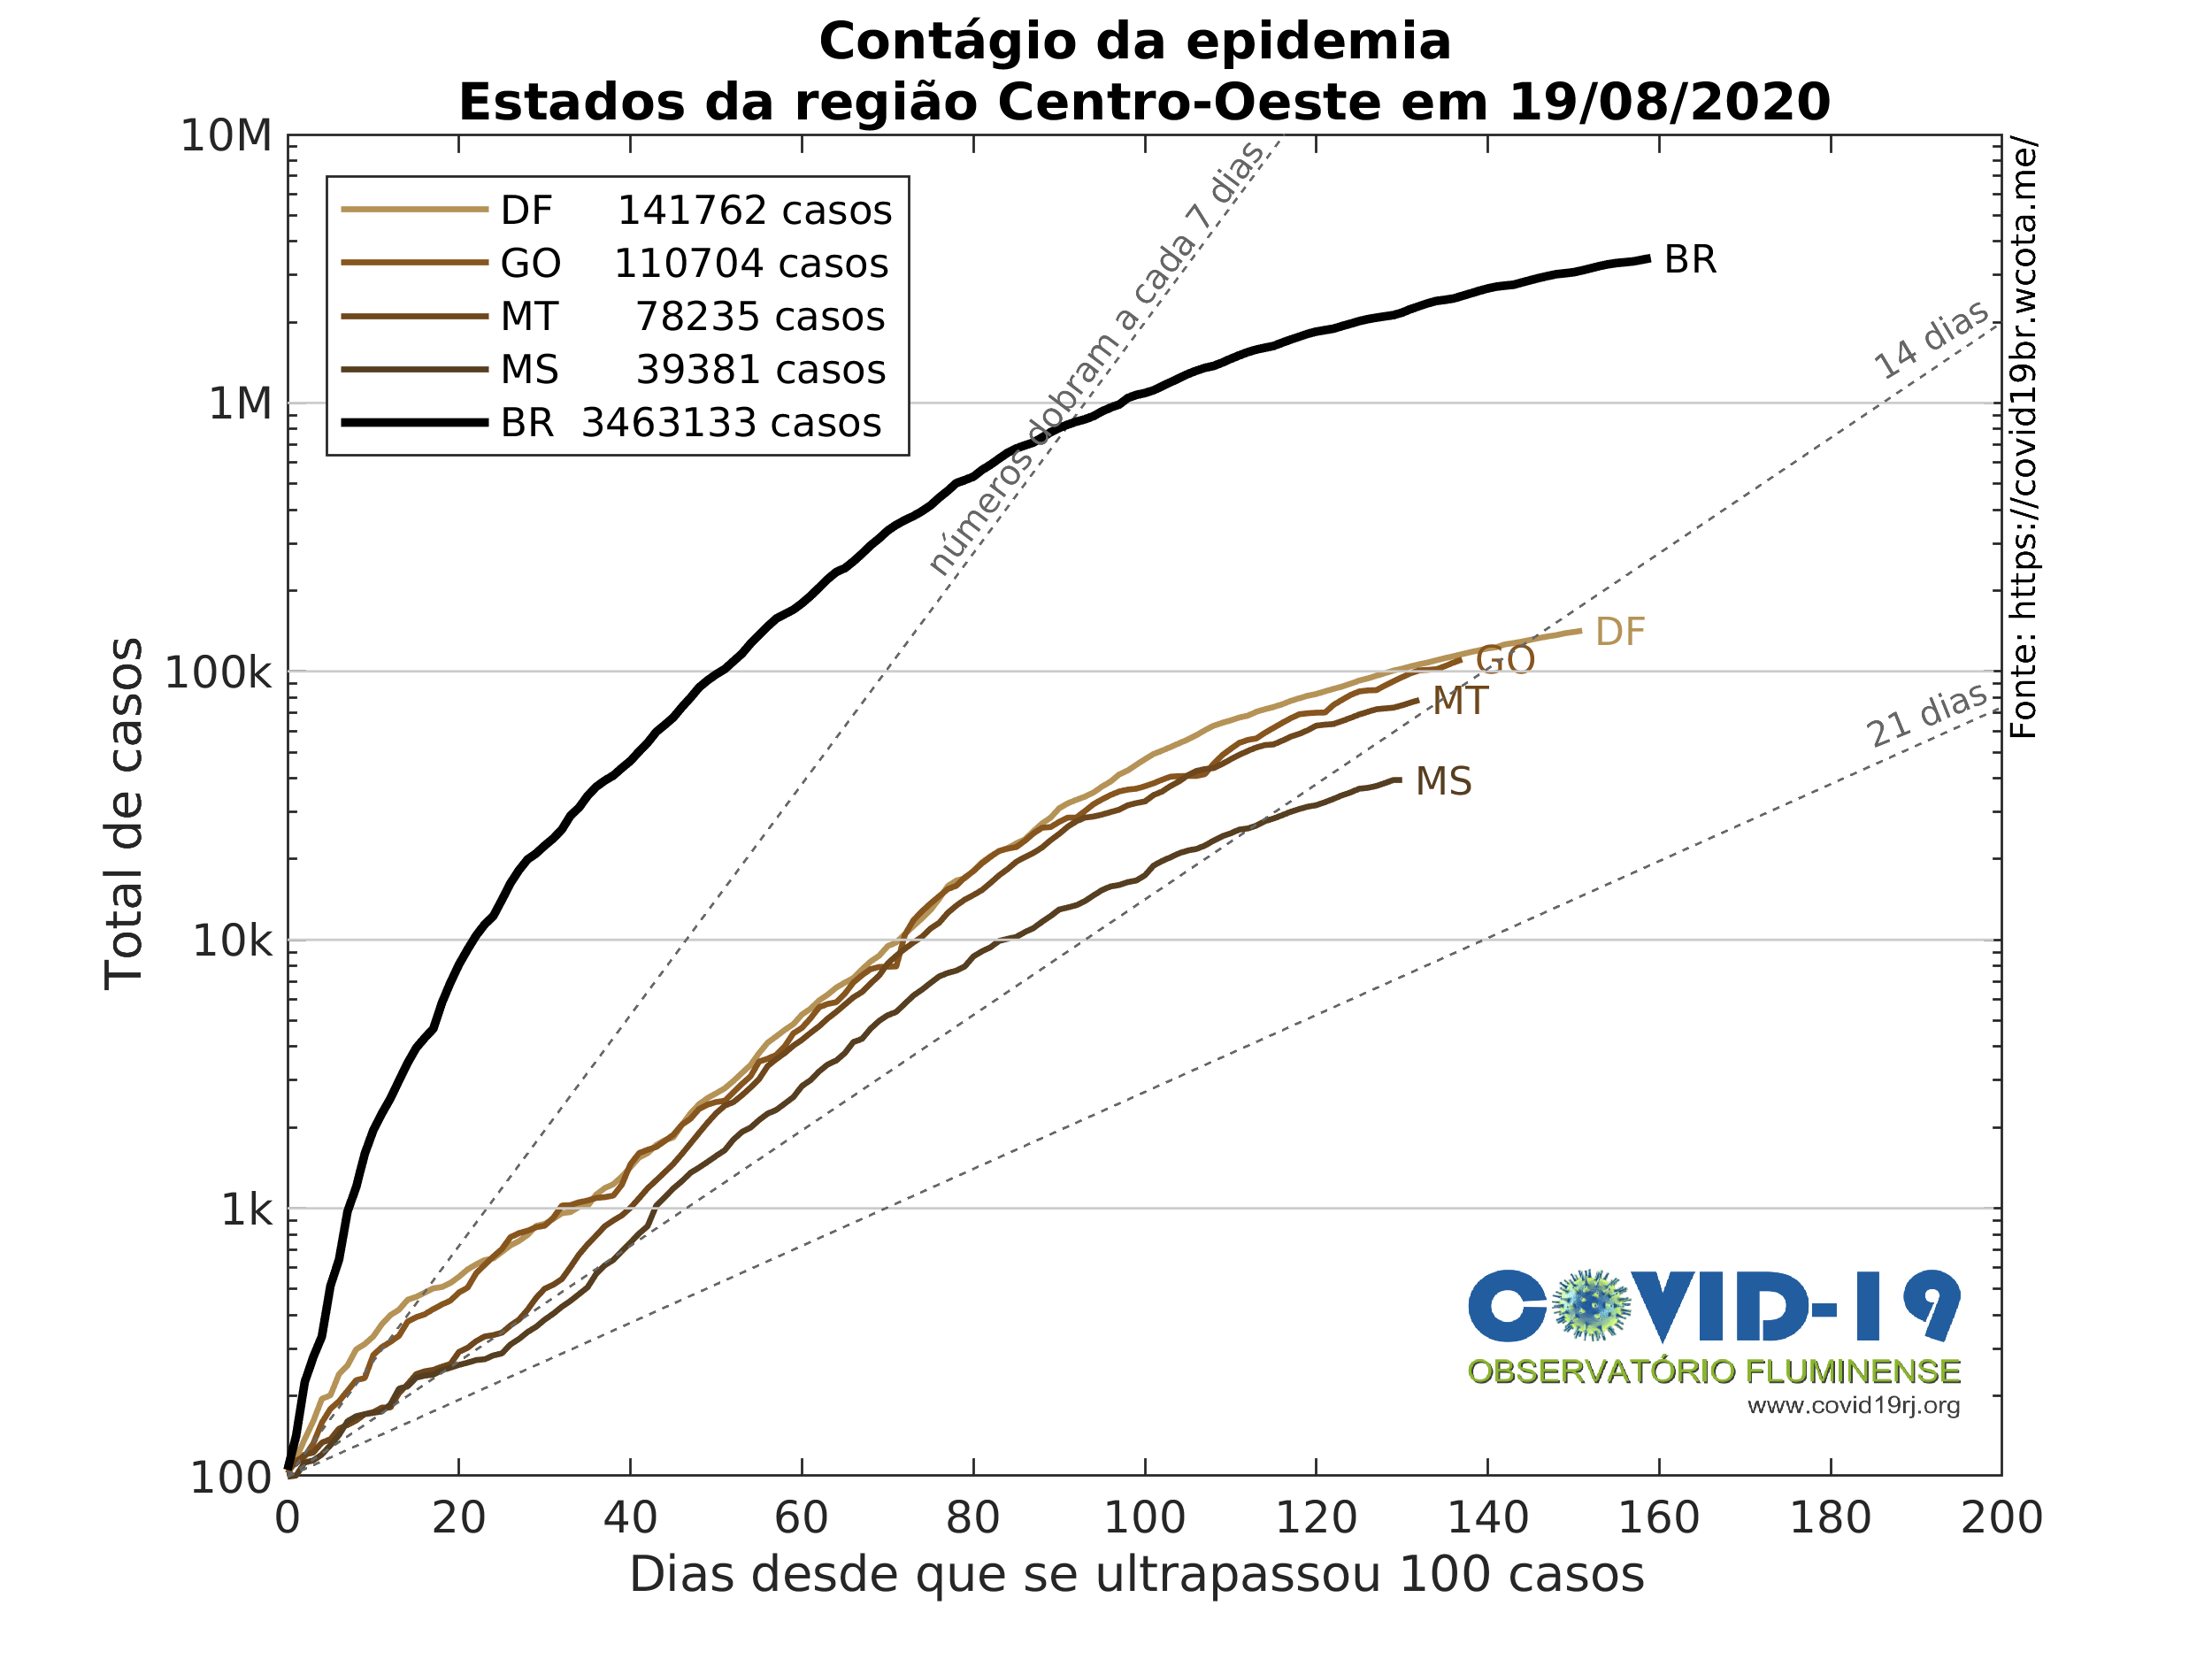 Contágio da epidemia
Estados da região Centro-Oeste em 19/08/2020
10M
1M
100k
10k
1k
100
Total de casos
DF 141762 casos
GO 110704 casos
MT 78235 casos
MS 39381 casos
BR 3463133 casos
números dobram a cada 7 dias
BR
14 dias
DF
GO
MT
21 dias
MS
Fonte: https://covid19br.wcota.me/
COVID-19
OBSERVATÓRIO FLUMINENSE
www.covid19rj.org
0 20 40 60 80 100 120 140 160 180 200
Dias desde que se ultrapassou 100 casos